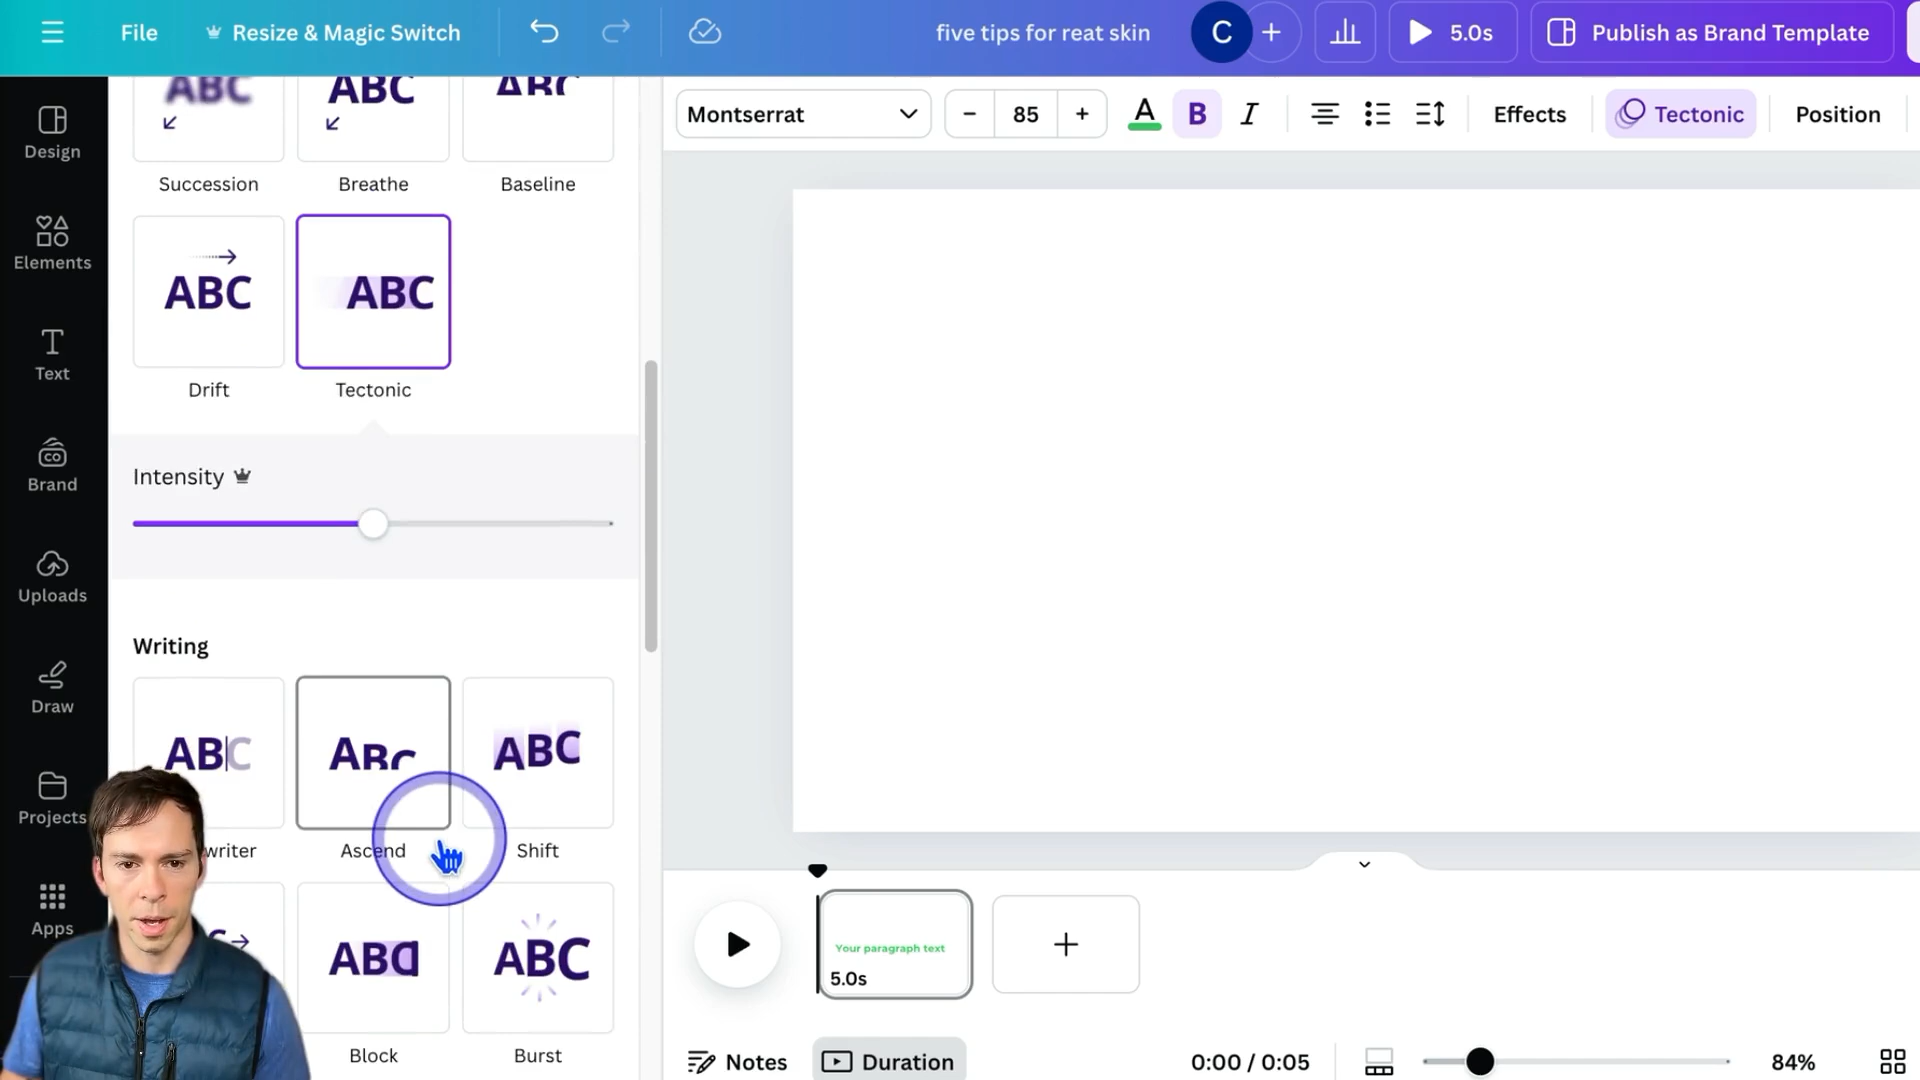 File
Resize & Magic Switch
five tips for reat skin
C
+
5.0s
Publish as Brand Template
Design
Elements
Text
Brand
CO
Uploads
Draw
Projects
Apps
ABC
ABC
ABC
Succession
Breathe
Baseline
ABC
ABC
Drift
Tectonic
Intensity
Writing
ABC
ABC
ABC
writer
Ascend
Shift
C
ABC
ABC
Block
Burst
Montserrat
− 85 +
A
B
I
Effects
Tectonic
Position
Your paragraph text
5.0s
+
Notes
Duration
0:00 / 0:05
84%